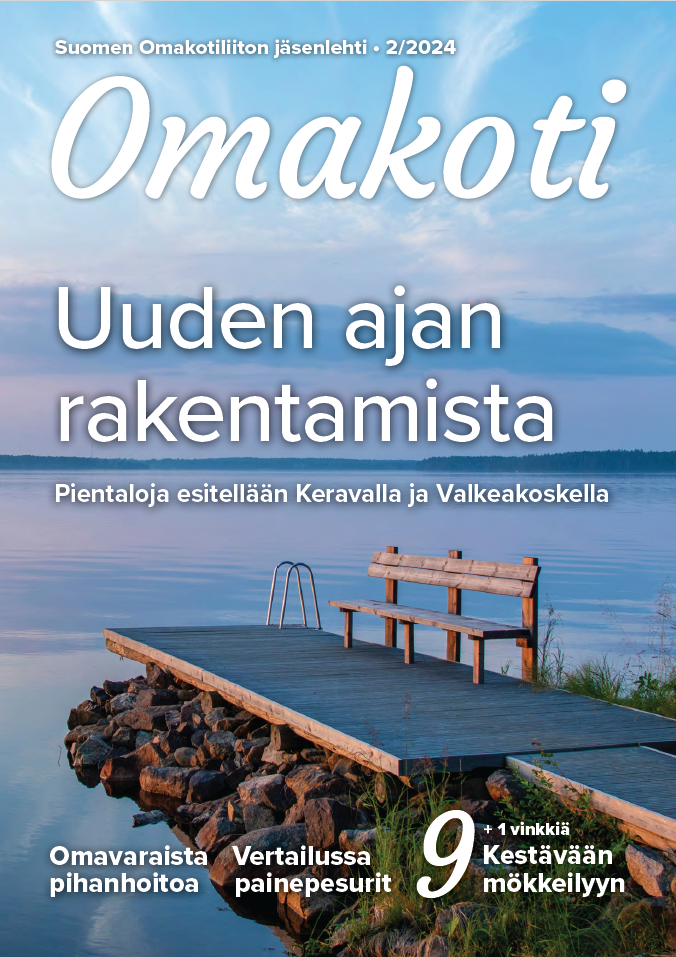 Suomen Omakotiliiton jäsenlehti • 2/2024
Omakoti
Uuden ajan
rakentamista
Pientaloja esitellään Keravalla ja Valkeakoskella
Omavaraista
pihanhoitoa
Vertailussa
painepesurit
9
+ 1 vinkkiä
Kestävään
mökkeilyyn